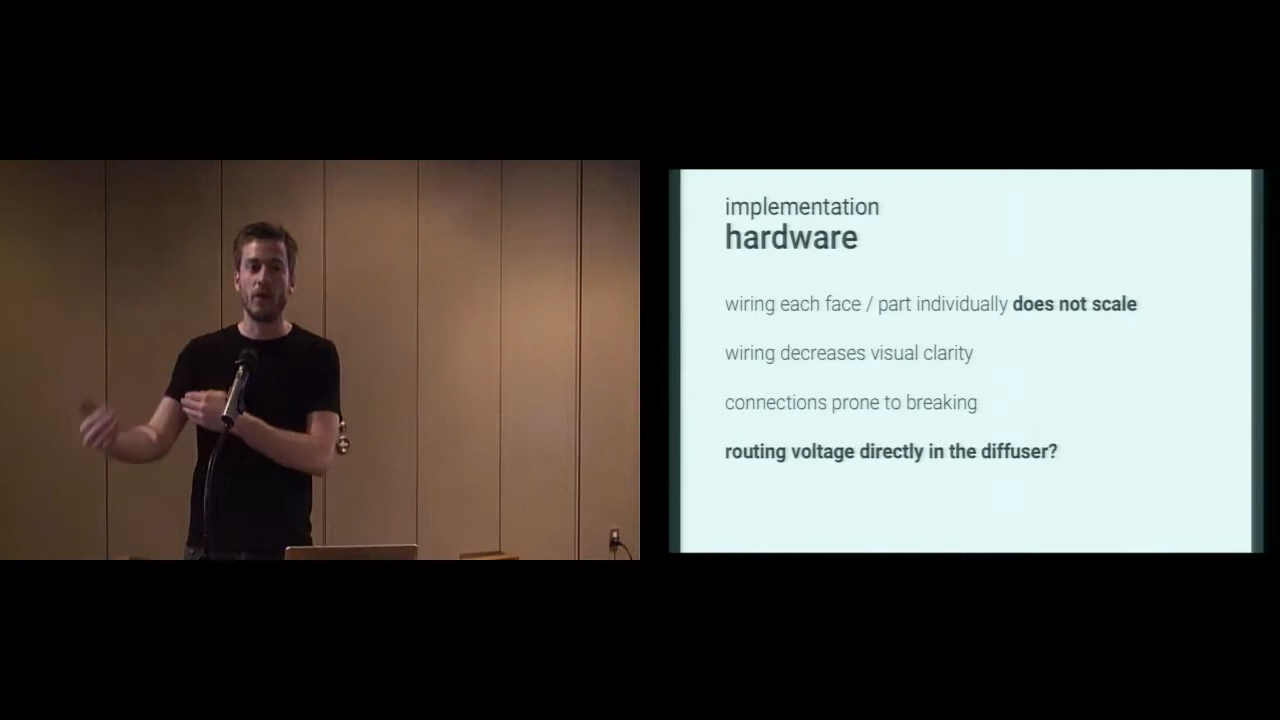 implementation
hardware
wiring each face / part individually does not scale
wiring decreases visual clarity
connections prone to breaking
routing voltage directly in the diffuser?